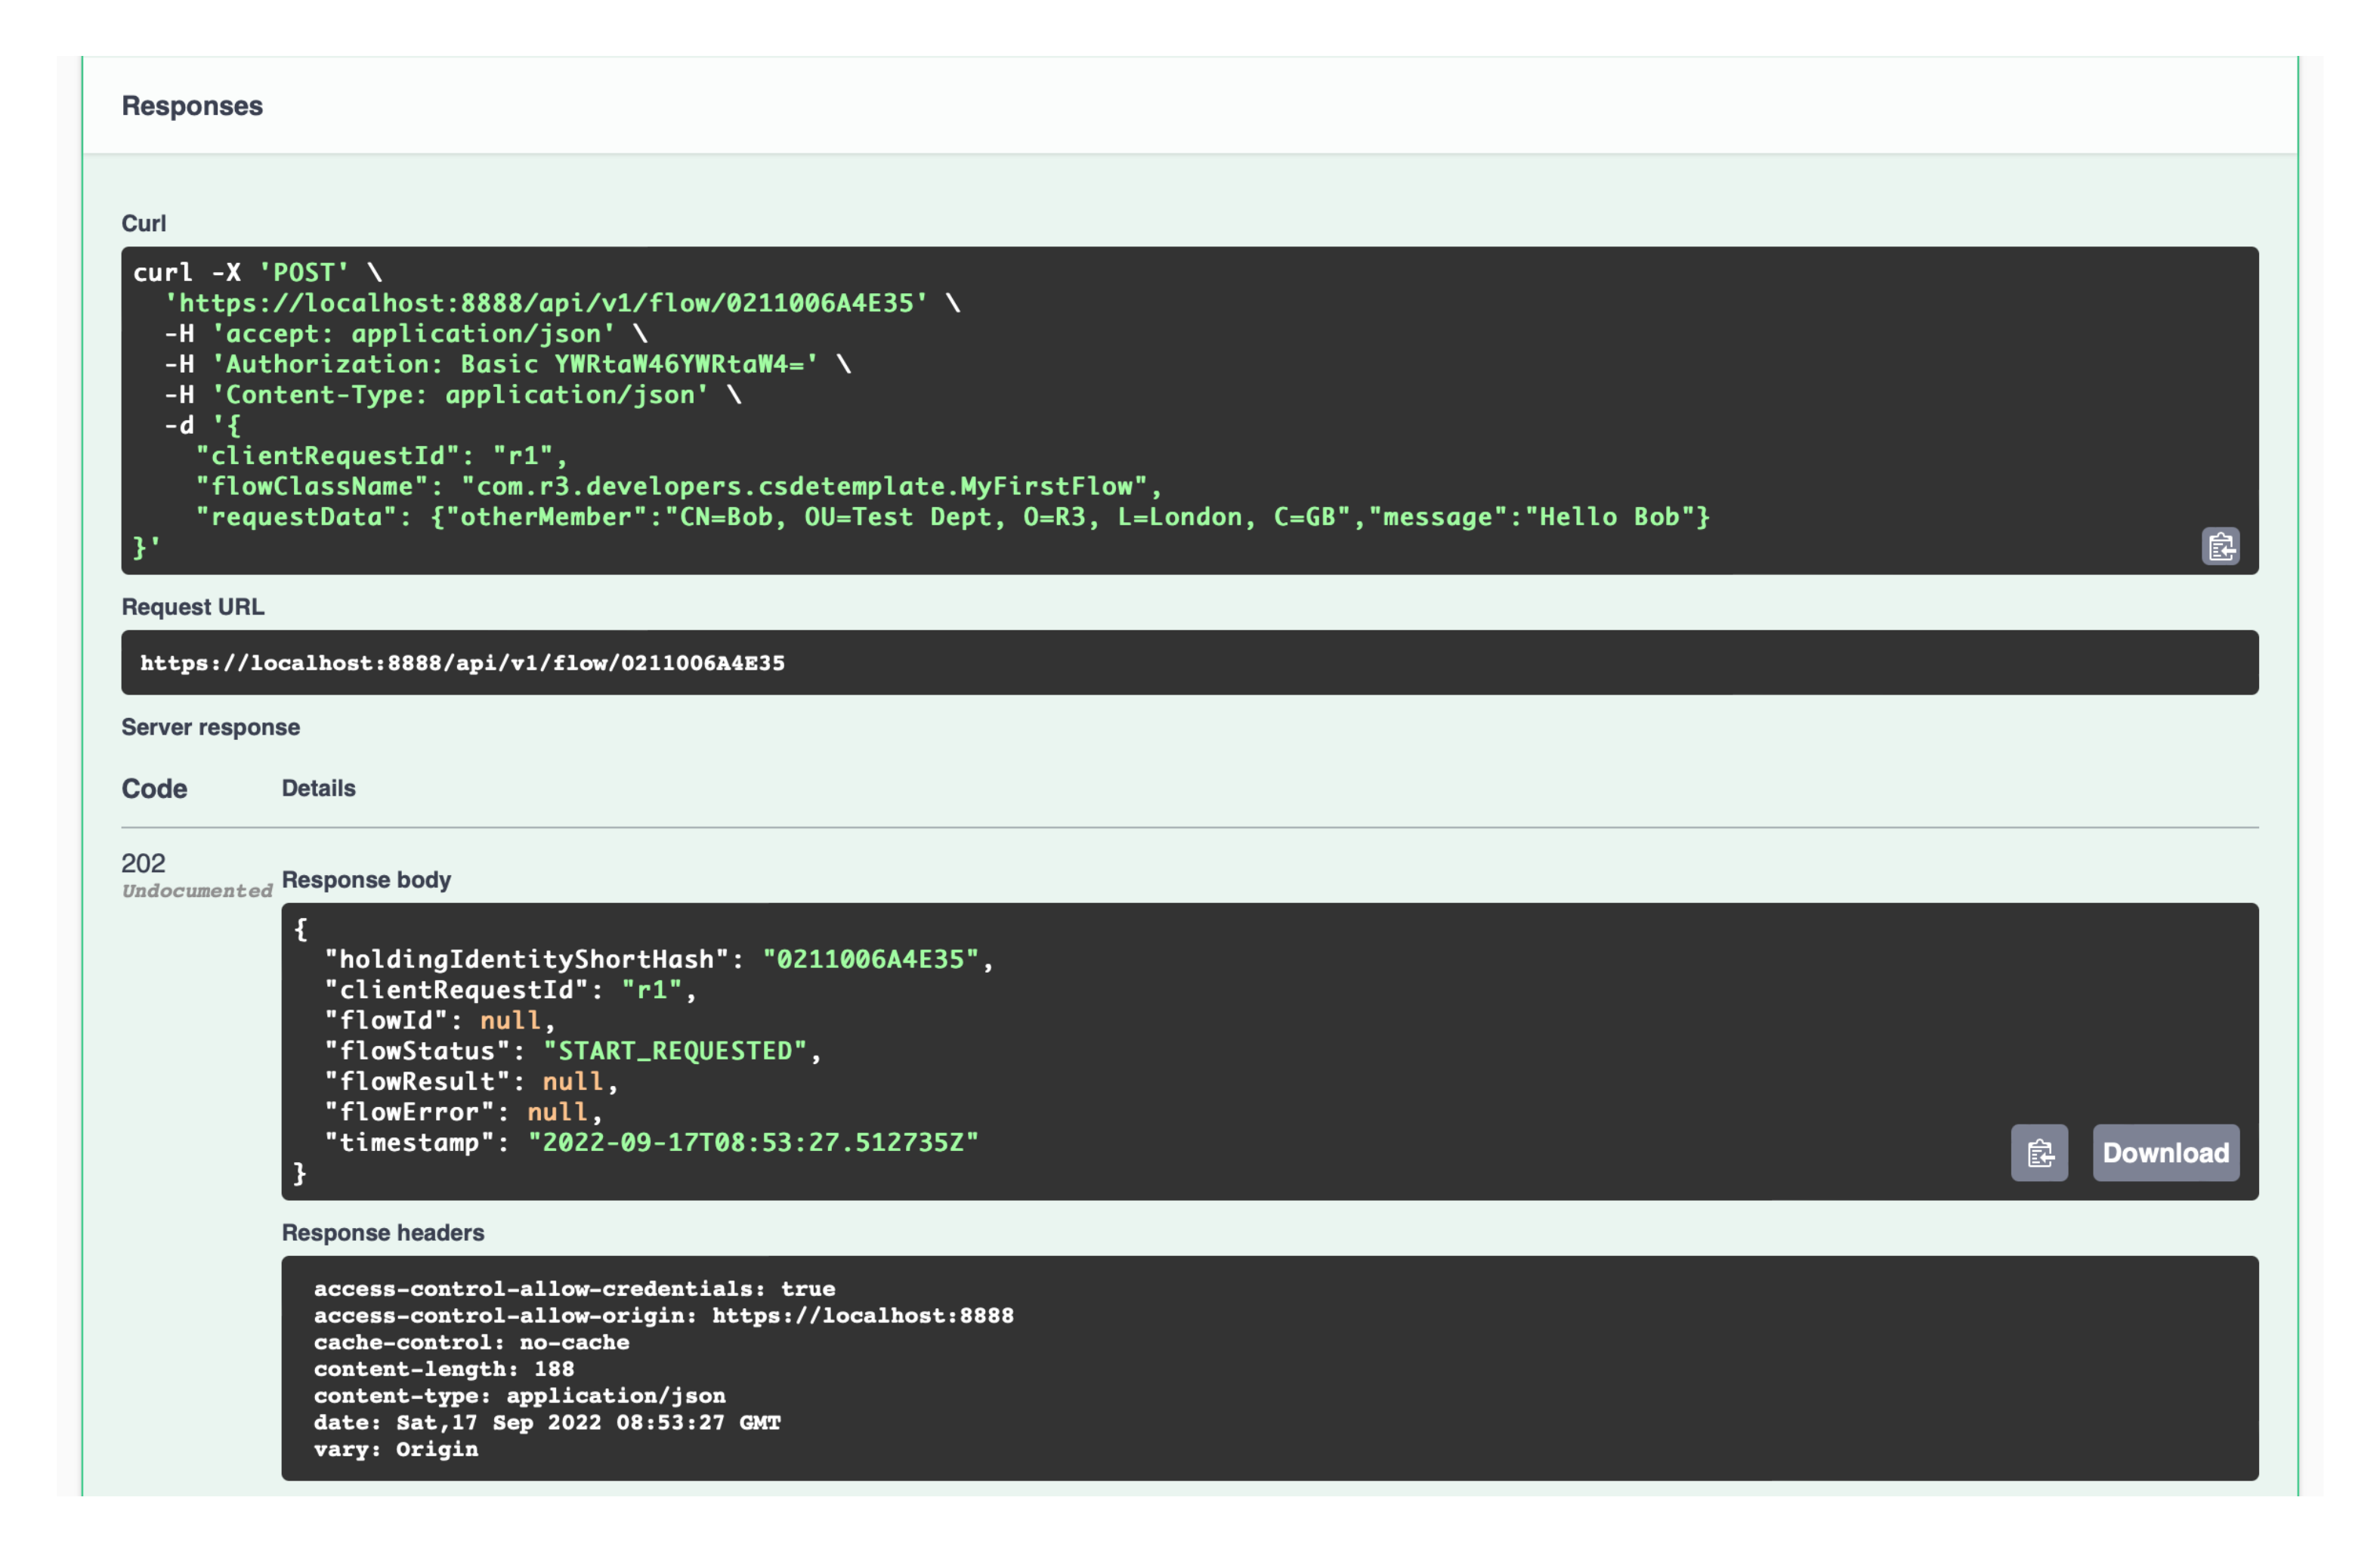 Responses
Curl
curl -X 'POST' \
  'https://localhost:8888/api/v1/flow/0211006A4E35' \
  -H 'accept: application/json' \
  -H 'Authorization: Basic YWRtaW46YWRtaW4=' \
  -H 'Content-Type: application/json' \
  -d '{
    "clientRequestId": "r1",
    "flowClassName": "com.r3.developers.csdetemplate.MyFirstFlow",
    "requestData": {"otherMember":"CN=Bob, OU=Test Dept, O=R3, L=London, C=GB","message":"Hello Bob"}
}'
Request URL
https://localhost:8888/api/v1/flow/0211006A4E35
Server response
Code Details
202
Undocumented
Response body
{
  "holdingIdentityShortHash": "0211006A4E35",
  "clientRequestId": "r1",
  "flowId": null,
  "flowStatus": "START_REQUESTED",
  "flowResult": null,
  "flowError": null,
  "timestamp": "2022-09-17T08:53:27.512735Z"
}
Download
Response headers
access-control-allow-credentials: true
access-control-allow-origin: https://localhost:8888
cache-control: no-cache
content-length: 188
content-type: application/json
date: Sat,17 Sep 2022 08:53:27 GMT
vary: Origin